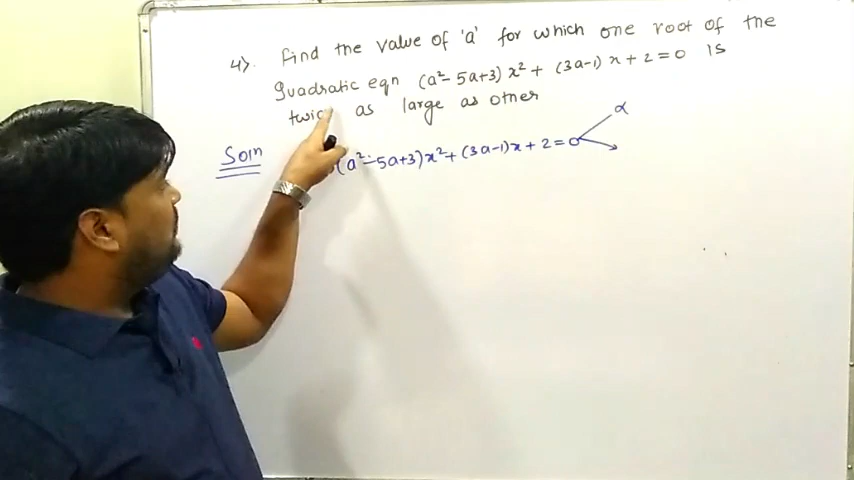 4). Find the value of 'a' for which one root of the
quadratic eqn (a²- 5a+3) x² + (3a-1) x + 2 = 0 is
as large as other
Soln (a²-5a+3)x²+(3a-1)x+2=0 α